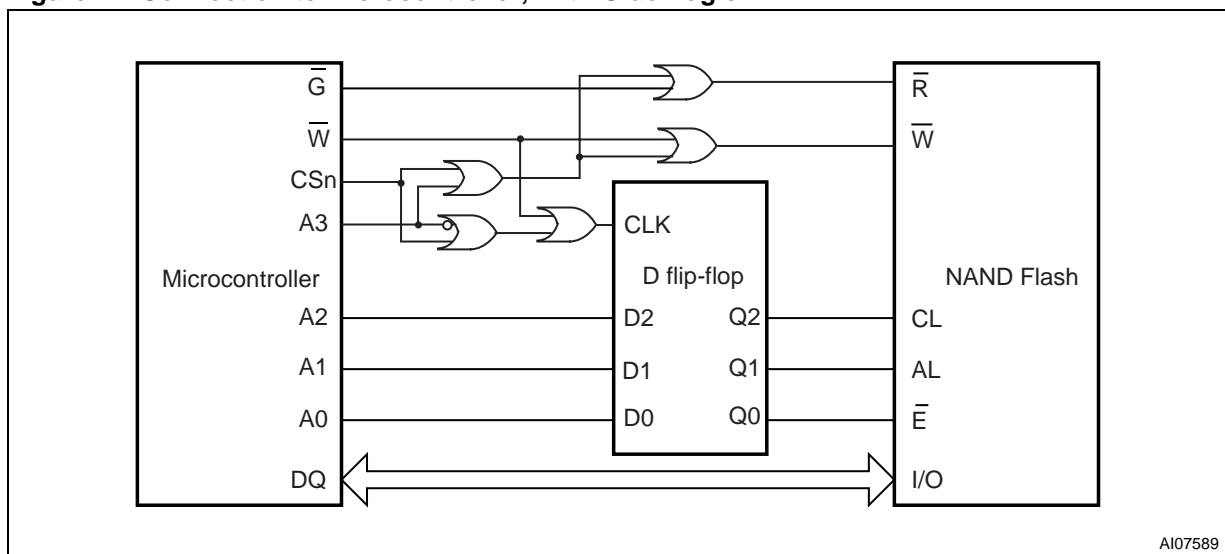 G̅
W̅
CSn
A3
Microcontroller
A2
A1
A0
DQ
CLK
D flip-flop
D2 Q2
D1 Q1
D0 Q0
R̅
W̅
NAND Flash
CL
AL
E̅
I/O
AI07589